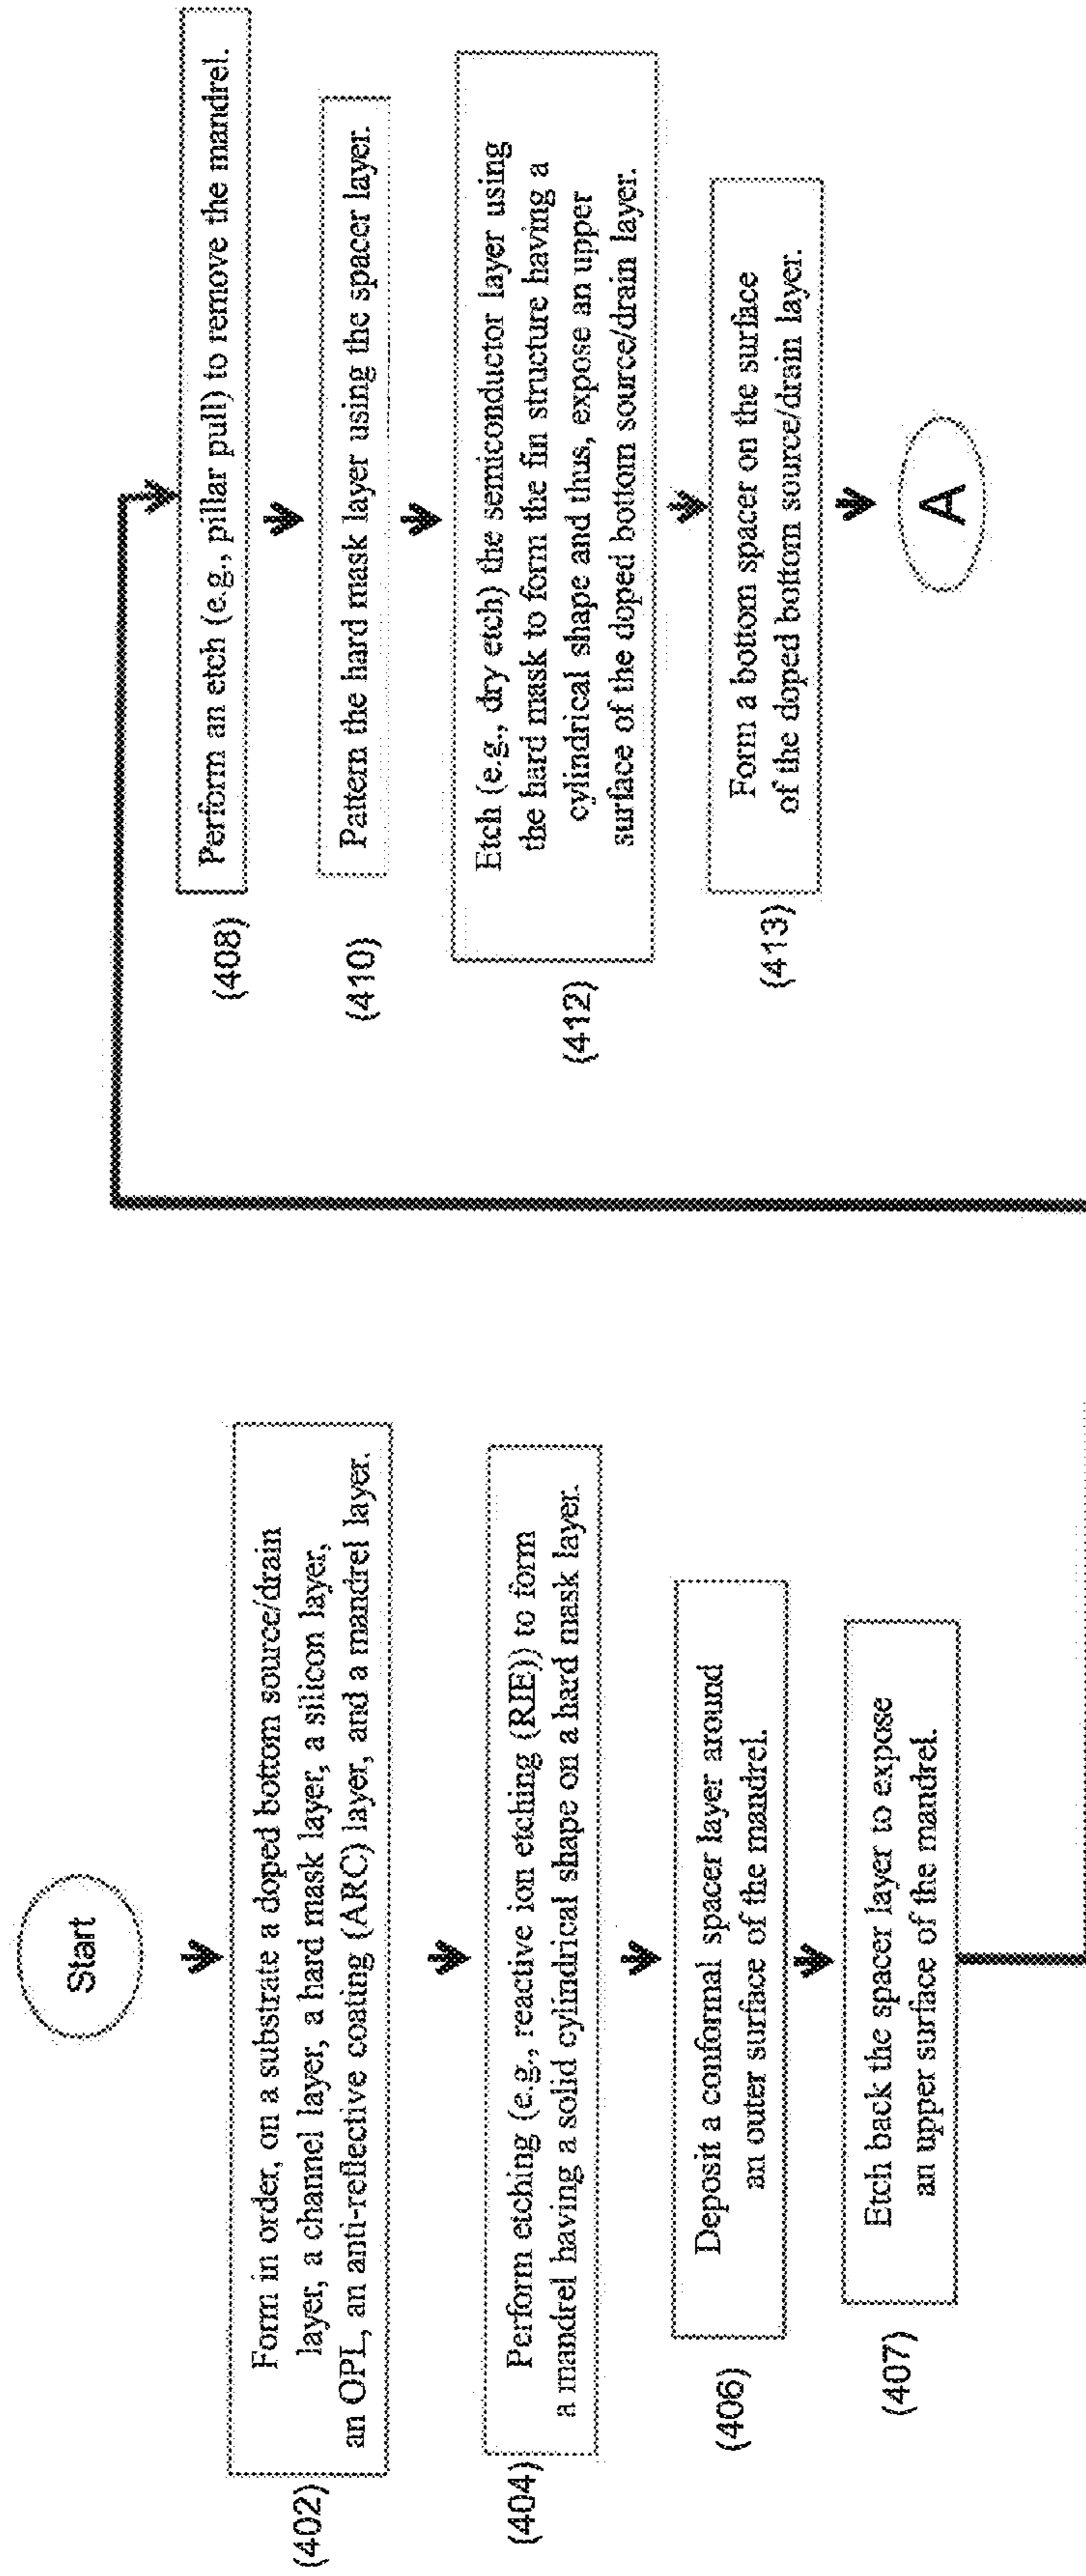 Start
(402)
Form in order, on a substrate a doped bottom source/drain
layer, a channel layer, a hard mask layer, a silicon layer,
an OPL, an anti-reflective coating (ARC) layer, and a mandrel layer.
(404)
Perform etching (e.g., reactive ion etching (RIE)) to form
a mandrel having a solid cylindrical shape on a hard mask layer.
(406)
Deposit a conformal spacer layer around
an outer surface of the mandrel.
(407)
Etch back the spacer layer to expose
an upper surface of the mandrel.
(408)
Perform an etch (e.g., pillar pull) to remove the mandrel.
(410)
Pattern the hard mask layer using the spacer layer.
(412)
Etch (e.g., dry etch) the semiconductor layer using
the hard mask to form the fin structure having a
cylindrical shape and thus, expose an upper
surface of the doped bottom source/drain layer.
(413)
Form a bottom spacer on the surface
of the doped bottom source/drain layer.
A